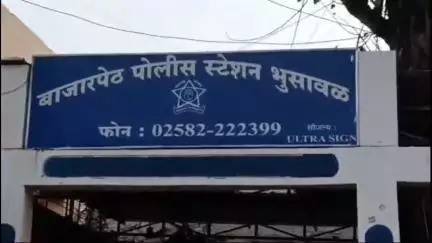 बाजारपेठ पोलीस स्टेशन भुसावळ
फोन : 02582-222399
सौजन्य :
ULTRA SIGN